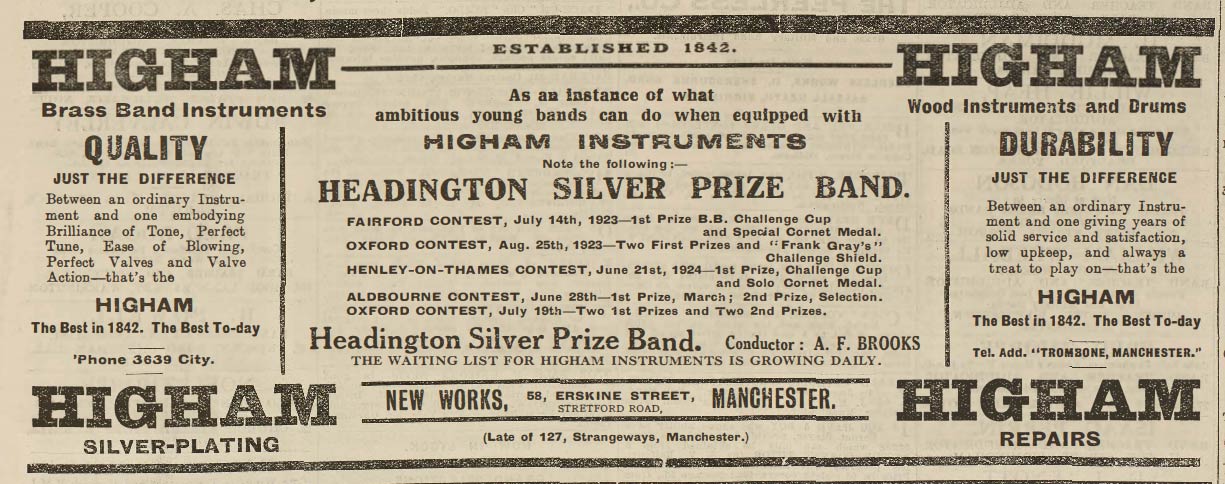 ESTABLISHED 1842.
HIGHAM
Brass Band Instruments
QUALITY
JUST THE DIFFERENCE
Between an ordinary Instru-
ment and one embodying
Brilliance of Tone, Perfect
Tune, Ease of Blowing,
Perfect Valves and Valve
Action—that's the
HIGHAM
The Best in 1842. The Best To-day
'Phone 3639 City.
HIGHAM
SILVER-PLATING
As an instance of what
ambitious young bands can do when equipped with
HIGHAM INSTRUMENTS
Note the following:—
HEADINGTON SILVER PRIZE BAND.
FAIRFORD CONTEST, July 14th, 1923—1st Prize B.B. Challenge Cup
and Special Cornet Medal.
OXFORD CONTEST, Aug. 25th, 1923—Two First Prizes and "Frank Gray's"
Challenge Shield.
HENLEY-ON-THAMES CONTEST, June 21st, 1924—1st Prize, Challenge Cup
and Solo Cornet Medal.
ALDBOURNE CONTEST, June 28th—1st Prize, March; 2nd Prize, Selection.
OXFORD CONTEST, July 19th—Two 1st Prizes and Two 2nd Prizes.
Headington Silver Prize Band. Conductor: A. F. BROOKS
THE WAITING LIST FOR HIGHAM INSTRUMENTS IS GROWING DAILY.
NEW WORKS, 58, ERSKINE STREET, STRETFORD ROAD, MANCHESTER.
(Late of 127, Strangeways, Manchester.)
HIGHAM
Wood Instruments and Drums
DURABILITY
JUST THE DIFFERENCE
Between an ordinary Instru-
ment and one giving years of
solid service and satisfaction,
low upkeep, and always a
treat to play on—that's the
HIGHAM
The Best in 1842. The Best To-day
Tel. Add. "TROMBONE, MANCHESTER."
HIGHAM
REPAIRS